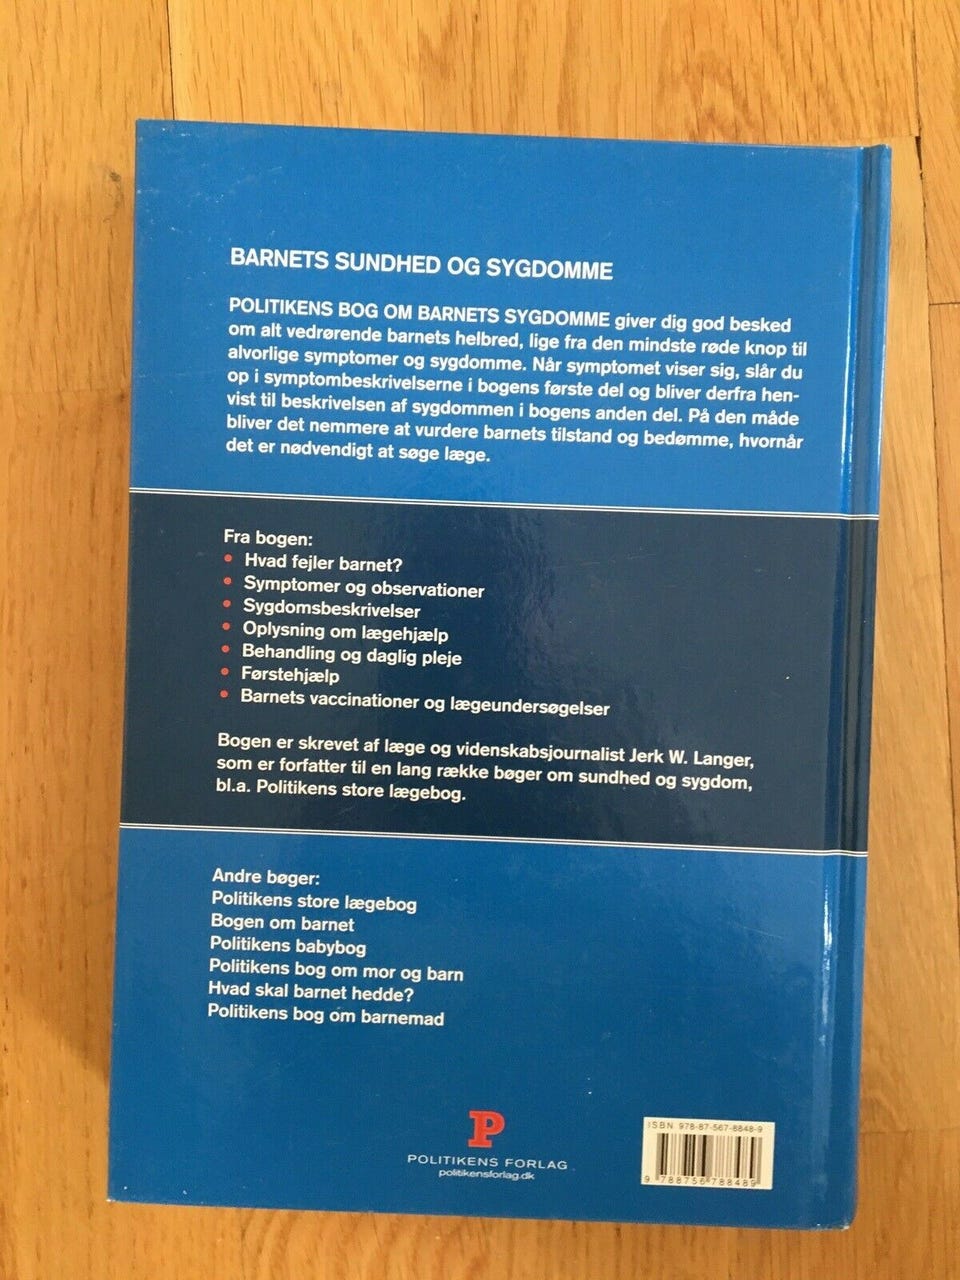 BARNETS SUNDHED OG SYGDOMME
POLITIKENS BOG OM BARNETS SYGDOMME giver dig god besked
om alt vedrørende barnets helbred, lige fra den mindste røde knop til
alvorlige symptomer og sygdomme. Når symptomet viser sig, slår du
op i symptombeskrivelserne i bogens første del og bliver derfra hen-
vist til beskrivelsen af sygdommen i bogens anden del. På den måde
bliver det nemmere at vurdere barnets tilstand og bedømme, hvornår
det er nødvendigt at søge læge.
Fra bogen:
• Hvad fejler barnet?
• Symptomer og observationer
• Sygdomsbeskrivelser
• Oplysning om lægehjælp
• Behandling og daglig pleje
• Førstehjælp
• Barnets vaccinationer og lægeundersøgelser
Bogen er skrevet af læge og videnskabsjournalist Jerk W. Langer,
som er forfatter til en lang række bøger om sundhed og sygdom,
bl.a. Politikens store lægebog.
Andre bøger:
Politikens store lægebog
Bogen om barnet
Politikens babybog
Politikens bog om mor og barn
Hvad skal barnet hedde?
Politikens bog om barnemad
P
POLITIKENS FORLAG
politikensforlag.dk
ISBN 978-87-567-8848-9
9 788756 788489